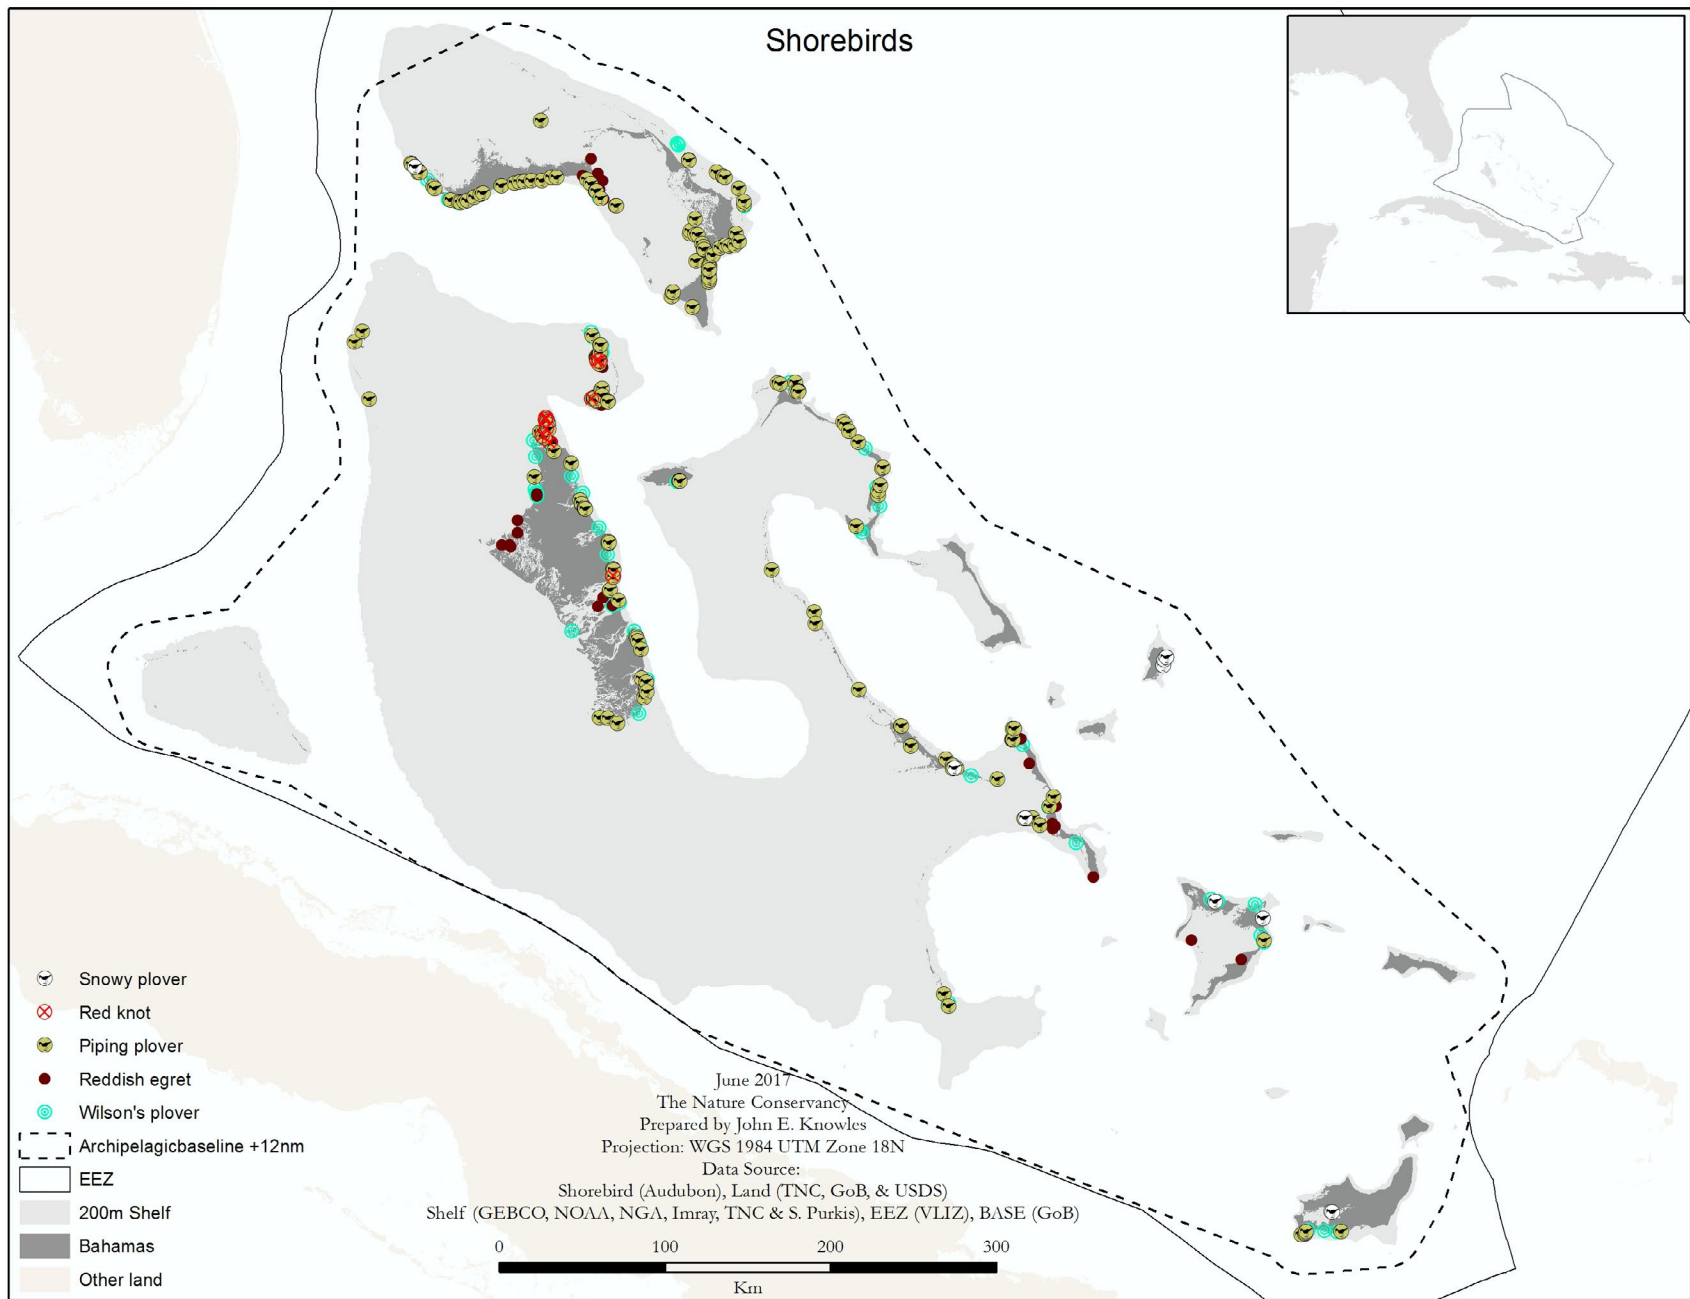 Shorebirds
Snowy plover
Red knot
Piping plover
Reddish egret
Wilson's plover
Archipelagicbaseline +12nm
EEZ
200m Shelf
Bahamas
Other land
June 2017
The Nature Conservancy
Prepared by John E. Knowles
Projection: WGS 1984 UTM Zone 18N
Data Source:
Shorebird (Audubon), Land (TNC, GoB, & USDS)
Shelf (GEBCO, NOAA, NGA, Imray, TNC & S. Purkis), EEZ (VLIZ), BASE (GoB)
0 100 200 300
Km